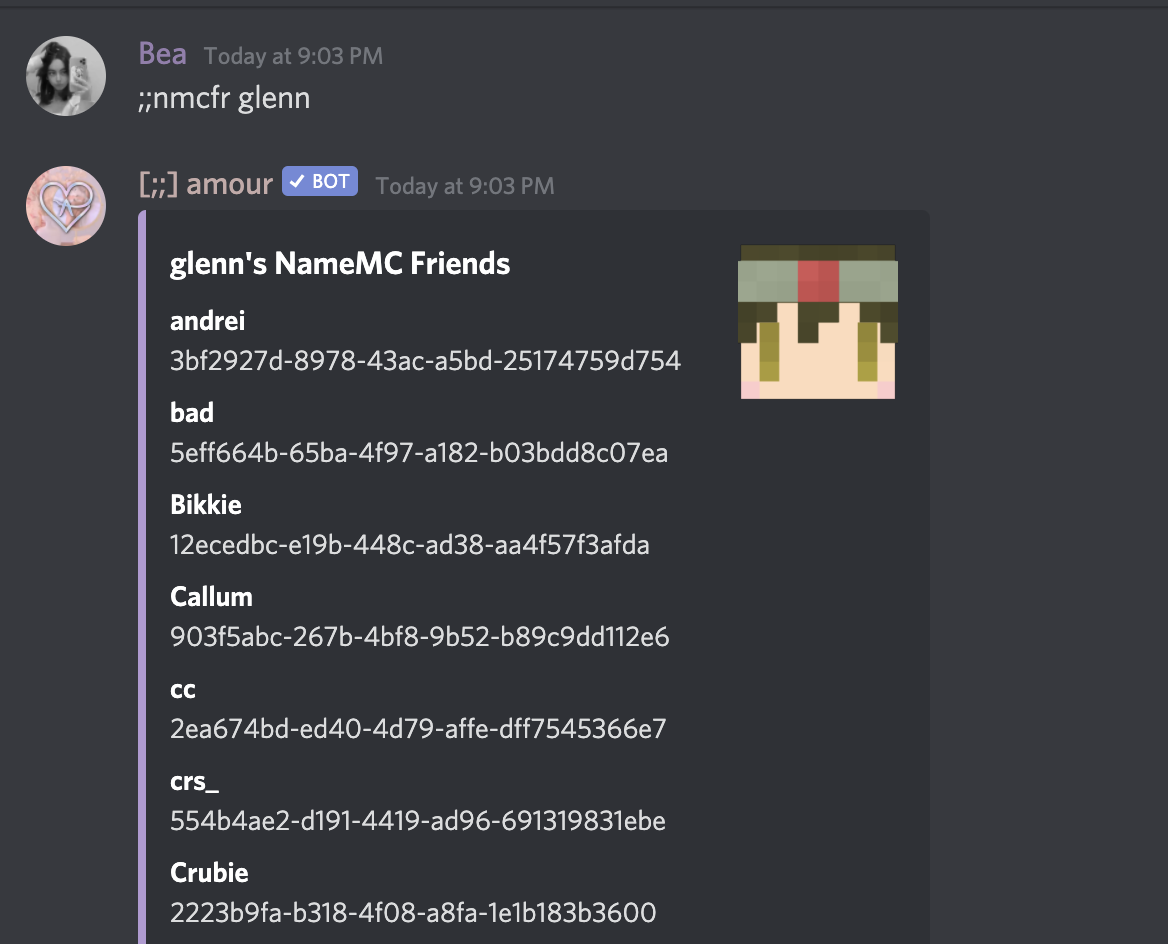 Bea Today at 9:03 PM
;;nmcfr glenn
[;;] amour ✓ BOT Today at 9:03 PM
glenn's NameMC Friends
andrei
3bf2927d-8978-43ac-a5bd-25174759d754
bad
5eff664b-65ba-4f97-a182-b03bdd8c07ea
Bikkie
12ecedbc-e19b-448c-ad38-aa4f57f3afda
Callum
903f5abc-267b-4bf8-9b52-b89c9dd112e6
cc
2ea674bd-ed40-4d79-affe-dff7545366e7
crs_
554b4ae2-d191-4419-ad96-691319831ebe
Crubie
2223b9fa-b318-4f08-a8fa-1e1b183b3600